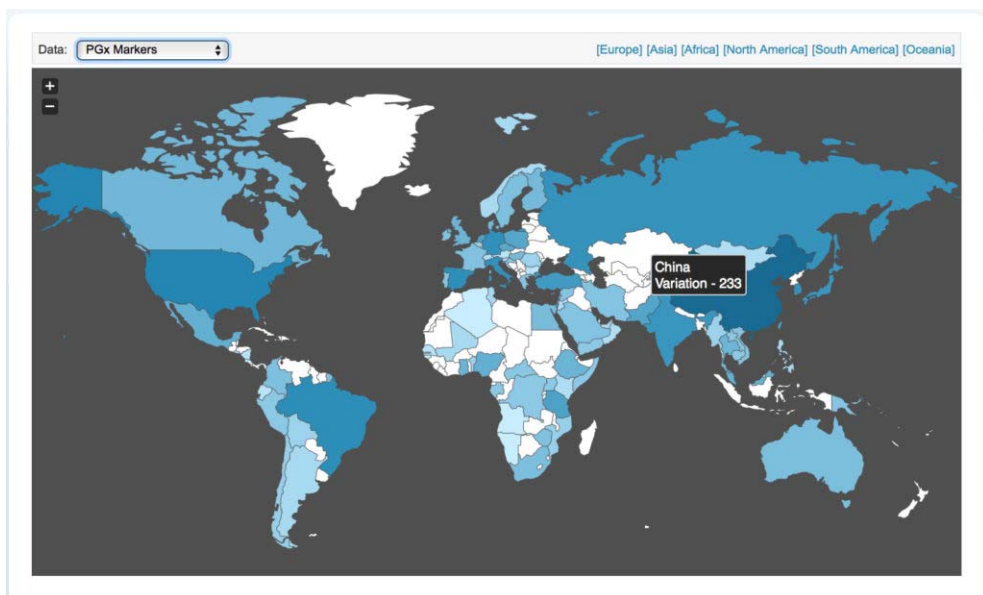 Data: PGx Markers [Europe] [Asia] [Africa] [North America] [South America] [Oceania]
+
−
China
Variation - 233